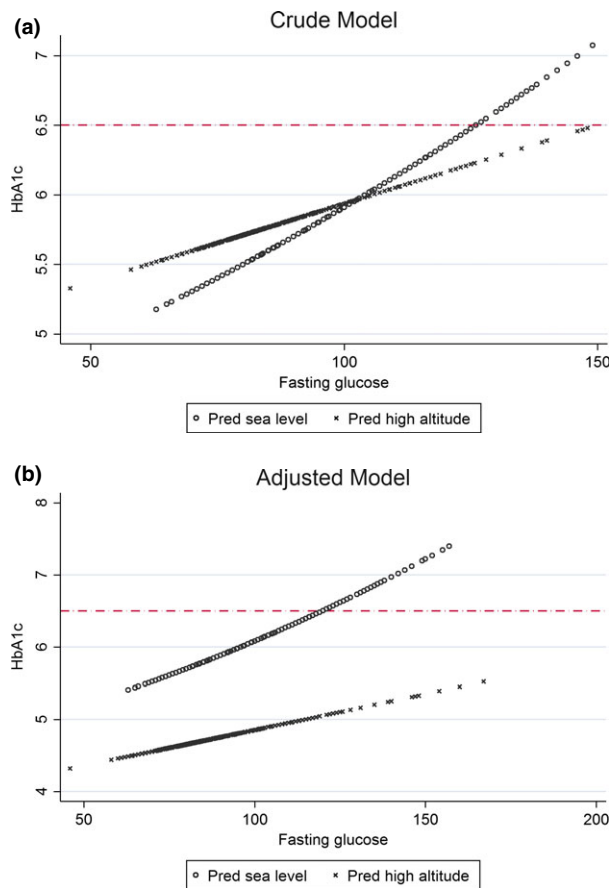 (a)
Crude Model
HbA1c
7
6.5
6
5.5
5
50
100
150
Fasting glucose
Pred sea level
Pred high altitude
(b)
Adjusted Model
HbA1c
8
7
6
5
4
50
100
150
200
Fasting glucose
Pred sea level
Pred high altitude